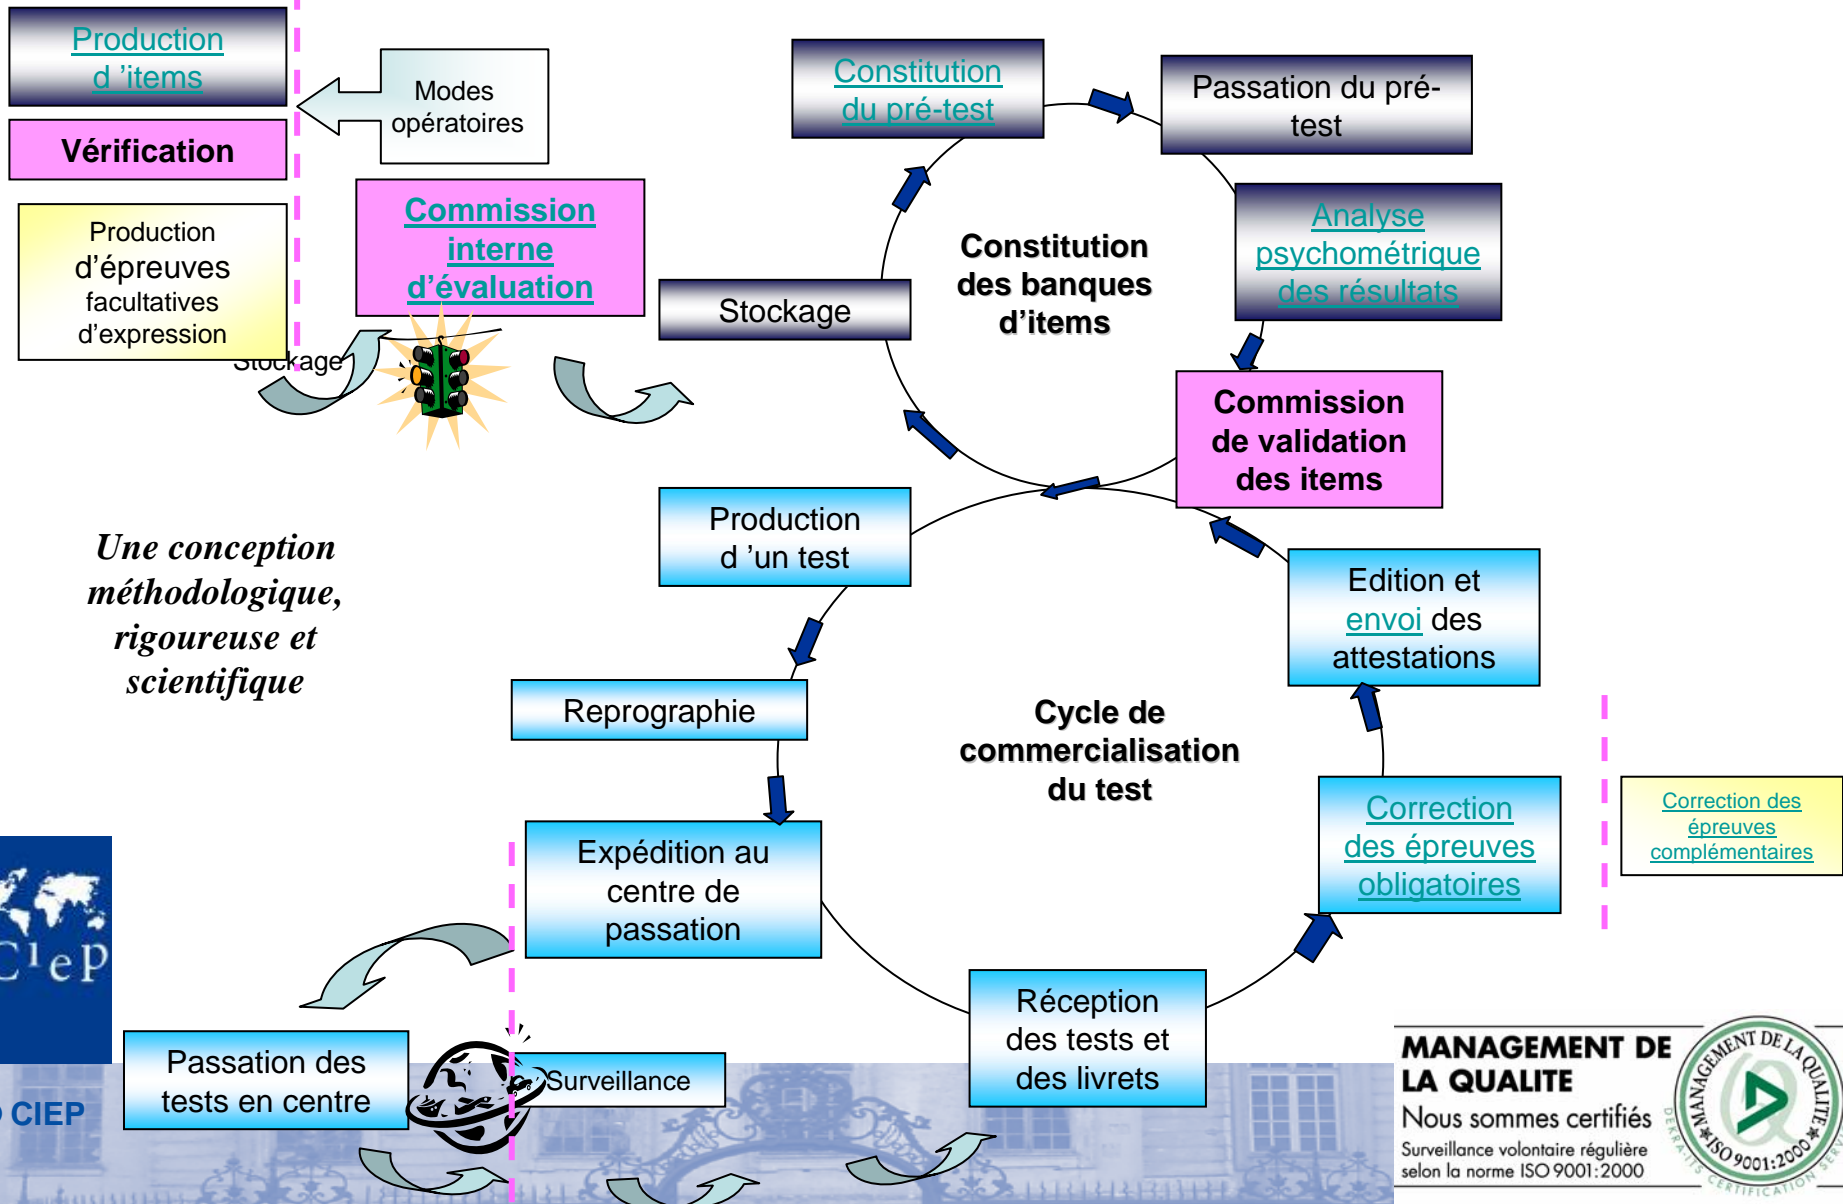 Production
d ’items
Vérification
Production
d’épreuves
facultatives
d’expression
Stockage
Modes
opératoires
Commission
interne
d’évaluation
Stockage
Constitution
du pré-test
Passation du pré-
test
Analyse
psychométrique
des résultats
Constitution
des banques
d’items
Commission
de validation
des items
Production
d ’un test
Une conception
méthodologique,
rigoureuse et
scientifique
Edition et
envoi des
attestations
Reprographie
Cycle de
commercialisation
du test
Correction
des épreuves
obligatoires
Correction des
épreuves
complémentaires
Expédition au
centre de
passation
Réception
des tests et
des livrets
Passation des
tests en centre
Surveillance
CIep
CIEP
MANAGEMENT DE
LA QUALITE
Nous sommes certifiés
Surveillance volontaire régulière
selon la norme ISO 9001:2000
MANAGEMENT DE LA QUALITE
ISO 9001:2000
DEKRA-ITS CERTIFICATION